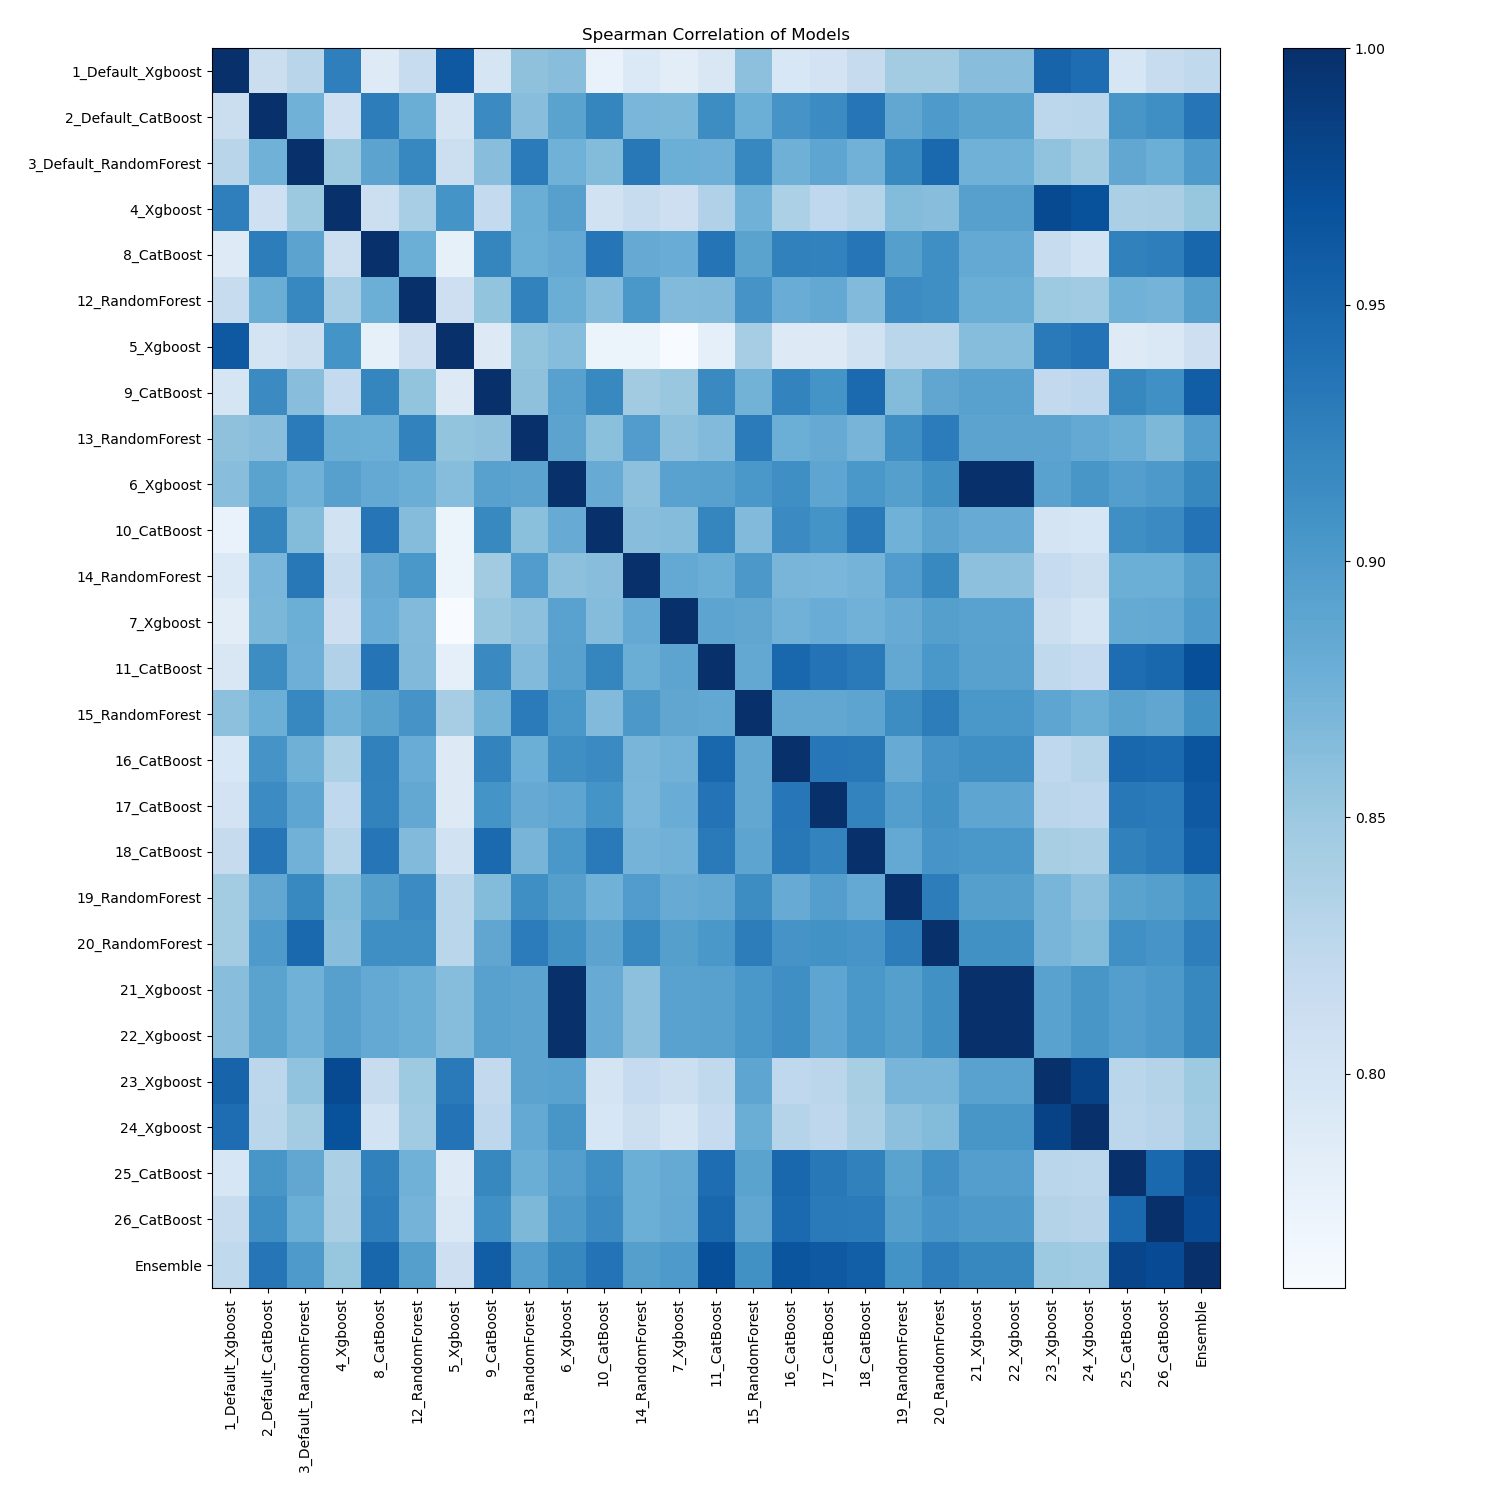 Spearman Correlation of Models
1_Default_Xgboost
2_Default_CatBoost
3_Default_RandomForest
4_Xgboost
8_CatBoost
12_RandomForest
5_Xgboost
9_CatBoost
13_RandomForest
6_Xgboost
10_CatBoost
14_RandomForest
7_Xgboost
11_CatBoost
15_RandomForest
16_CatBoost
17_CatBoost
18_CatBoost
19_RandomForest
20_RandomForest
21_Xgboost
22_Xgboost
23_Xgboost
24_Xgboost
25_CatBoost
26_CatBoost
Ensemble
1_Default_Xgboost
2_Default_CatBoost
3_Default_RandomForest
4_Xgboost
8_CatBoost
12_RandomForest
5_Xgboost
9_CatBoost
13_RandomForest
6_Xgboost
10_CatBoost
14_RandomForest
7_Xgboost
11_CatBoost
15_RandomForest
16_CatBoost
17_CatBoost
18_CatBoost
19_RandomForest
20_RandomForest
21_Xgboost
22_Xgboost
23_Xgboost
24_Xgboost
25_CatBoost
26_CatBoost
Ensemble
1.00
0.95
0.90
0.85
0.80